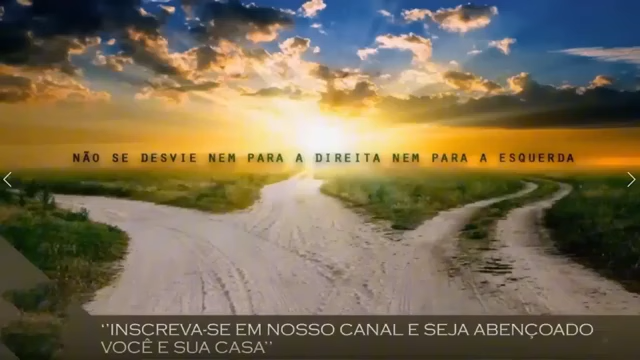 NÃO SE DESVIE NEM PARA A DIREITA NEM PARA A ESQUERDA
‘’INSCREVA-SE EM NOSSO CANAL E SEJA ABENÇOADO
VOCÊ E SUA CASA’’